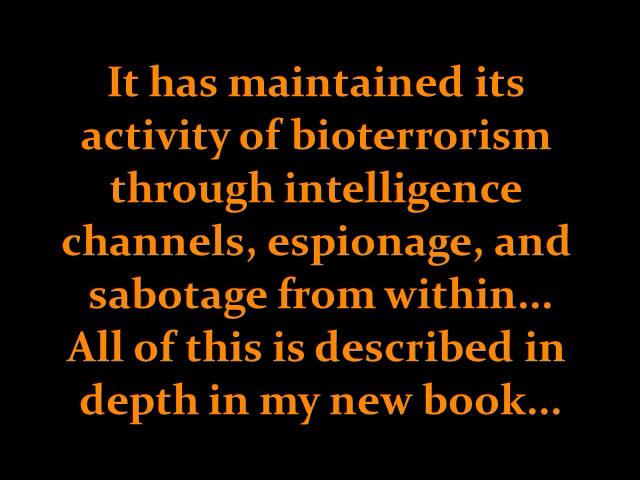 It has maintained its
activity of bioterrorism
through intelligence
channels, espionage, and
sabotage from within...
All of this is described in
depth in my new book...